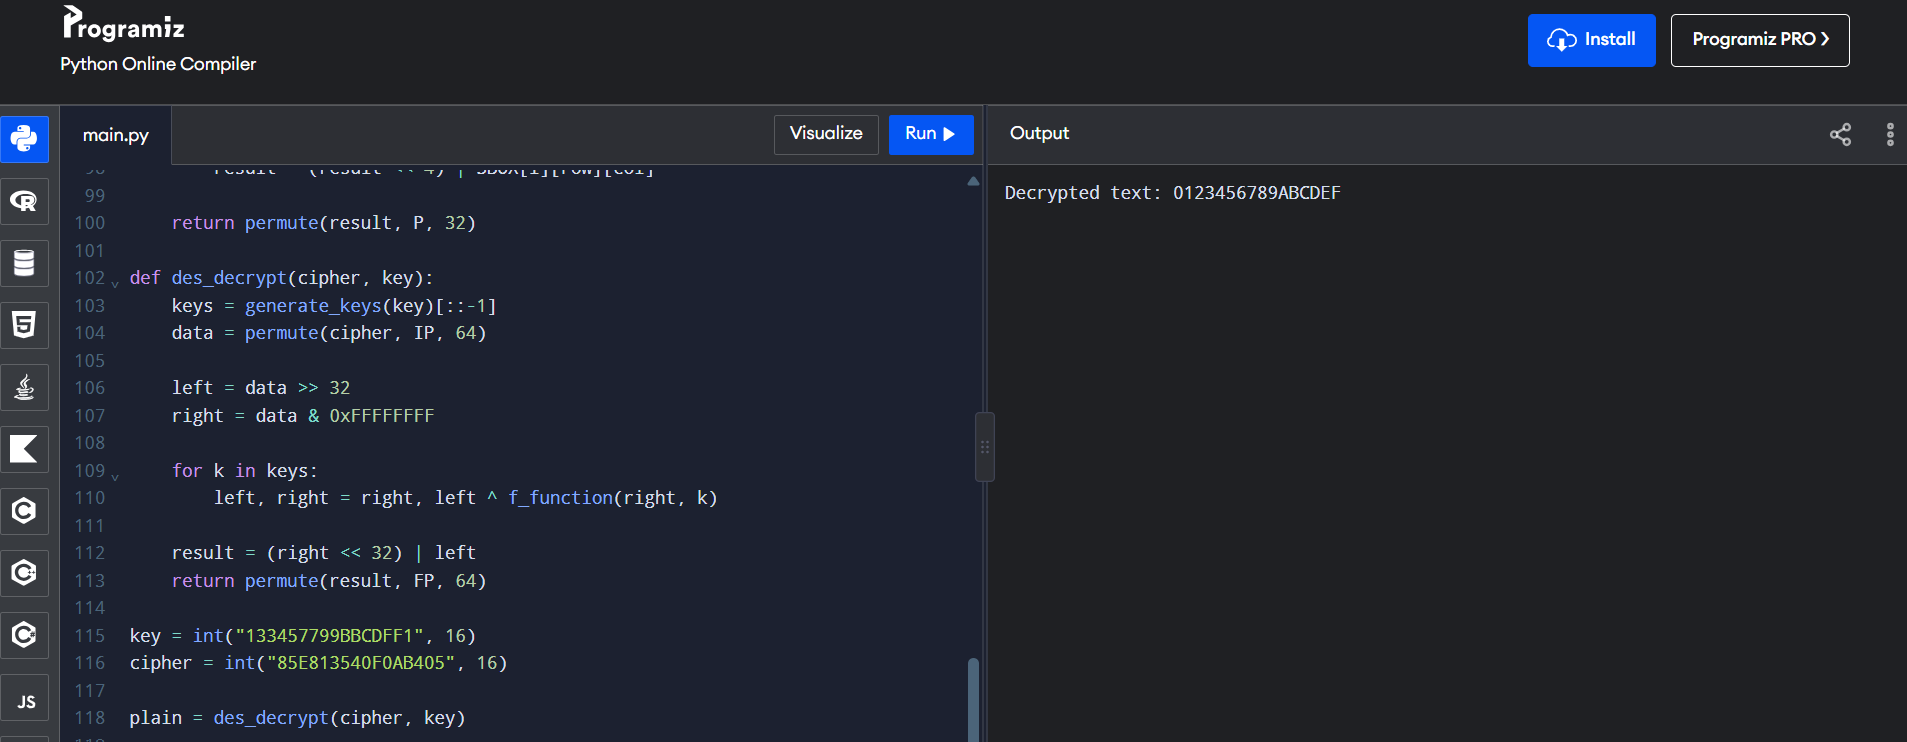 Programiz
Python Online Compiler
Install
Programiz PRO
main.py
Visualize
Run
Output
99
100 return permute(result, P, 32)
101
102 def des_decrypt(cipher, key):
103 keys = generate_keys(key)[::-1]
104 data = permute(cipher, IP, 64)
105
106 left = data >> 32
107 right = data & 0xFFFFFFFF
108
109 for k in keys:
110 left, right = right, left ^ f_function(right, k)
111
112 result = (right << 32) | left
113 return permute(result, FP, 64)
114
115 key = int("133457799BBCDFF1", 16)
116 cipher = int("85E813540F0AB405", 16)
117
118 plain = des_decrypt(cipher, key)
Decrypted text: 0123456789ABCDEF
R
5
C
C++
C#
JS